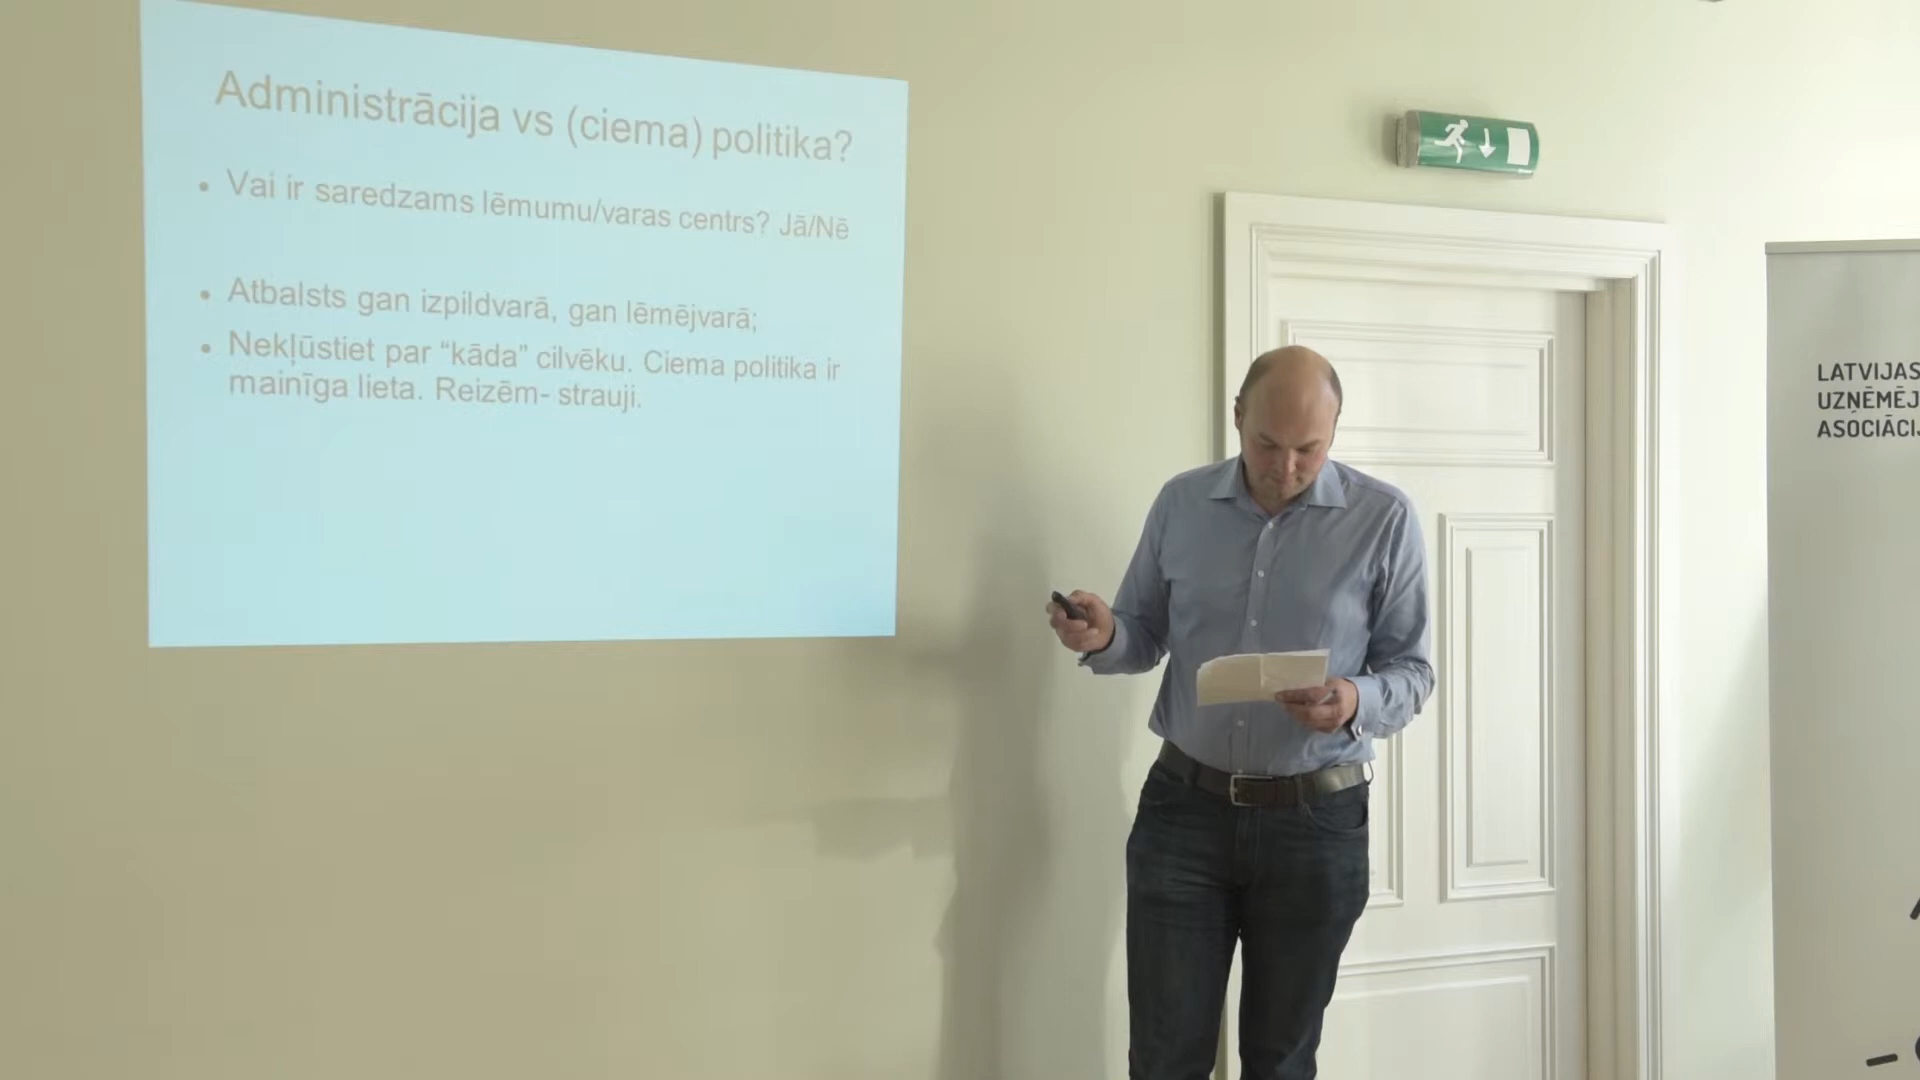 Administrācija vs (ciema) politika?
• Vai ir saredzams lēmumu/varas centrs? Jā/Nē
• Atbalsts gan izpildvarā, gan lēmējvarā;
• Nekļūstiet par “kāda” cilvēku. Ciema politika ir
mainīga lieta. Reizēm- strauji.
LATVIJAS
UZŅĒMĒJ
ASOCIĀCI